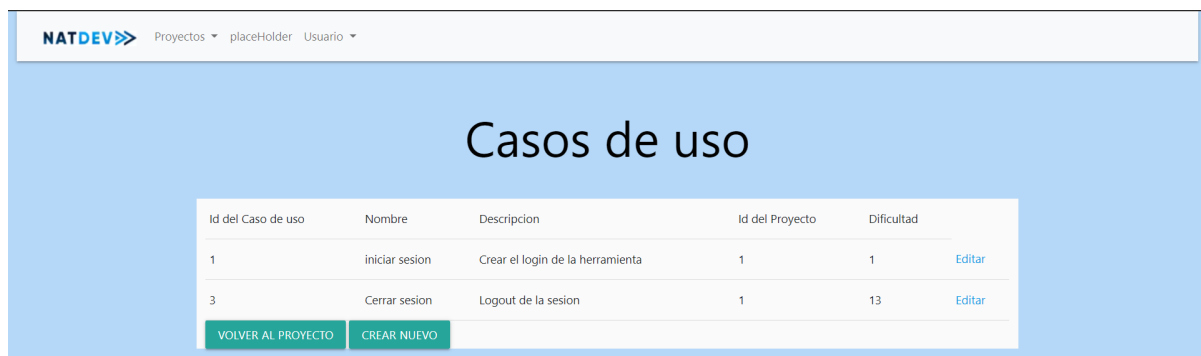 NATDEV Proyectos placeHolder Usuario
Casos de uso
Id del Caso de uso Nombre Descripcion Id del Proyecto Dificultad
1 iniciar sesion Crear el login de la herramienta 1 1 Editar
3 Cerrar sesion Logout de la sesion 1 13 Editar
VOLVER AL PROYECTO CREAR NUEVO